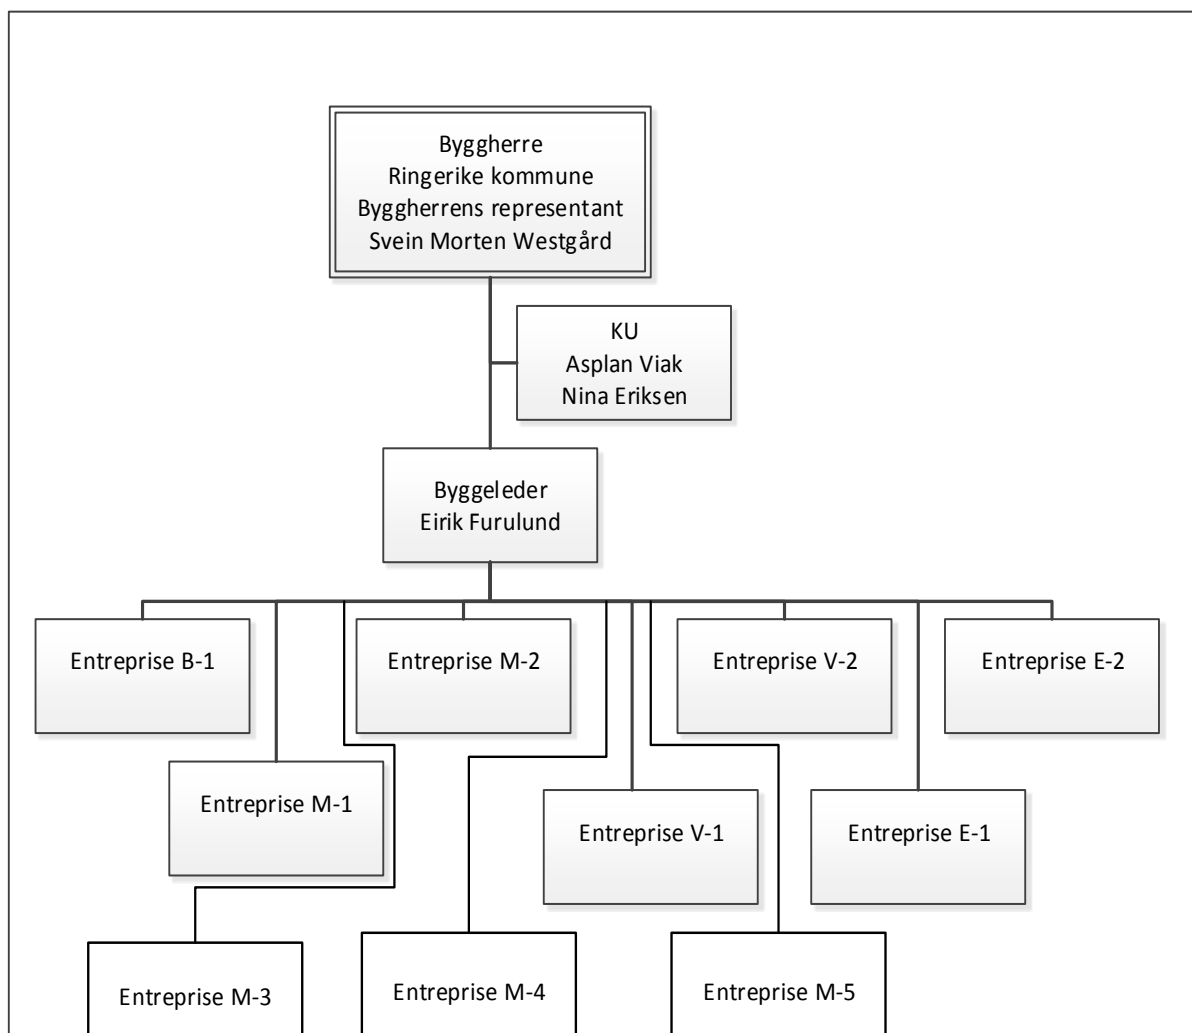 Byggherre
Ringerike kommune
Byggherrens representant
Svein Morten Westgård
KU
Asplan Viak
Nina Eriksen
Byggeleder
Eirik Furulund
Entreprise B-1
Entreprise M-2
Entreprise V-2
Entreprise E-2
Entreprise M-1
Entreprise V-1
Entreprise E-1
Entreprise M-3
Entreprise M-4
Entreprise M-5